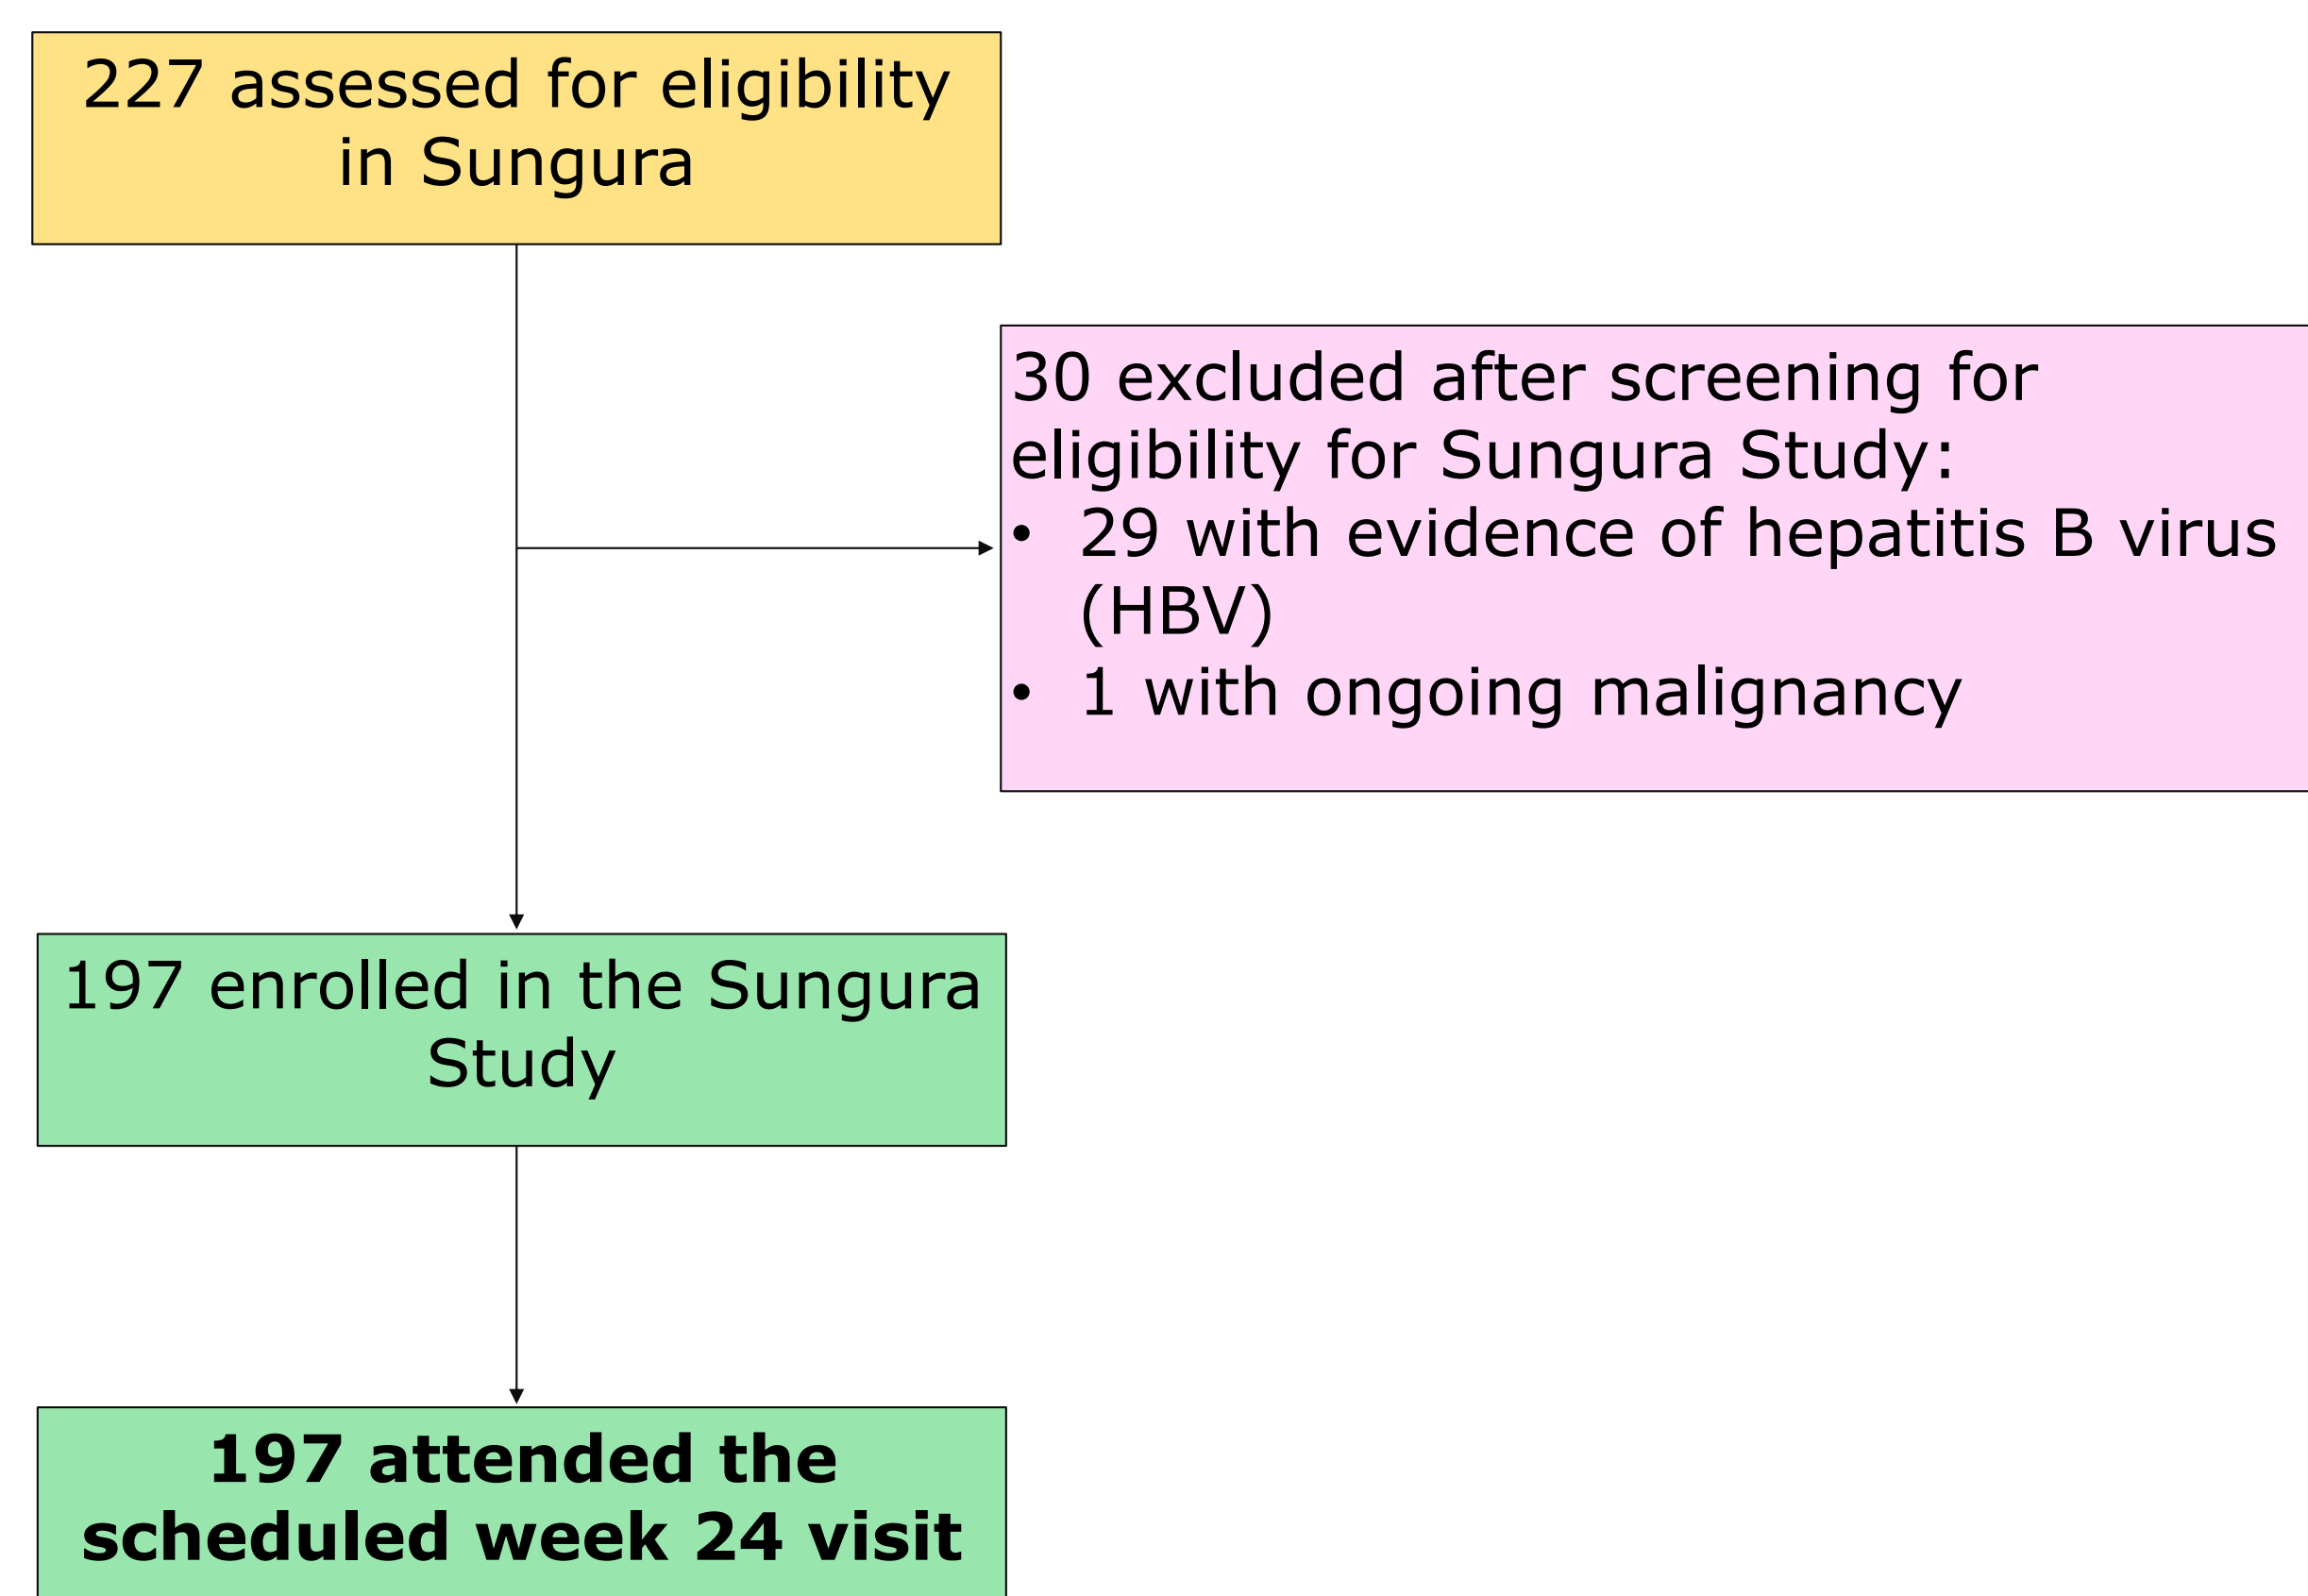 227 assessed for eligibility
in Sungura
30 excluded after screening for
eligibility for Sungura Study:
• 29 with evidence of hepatitis B virus
(HBV)
• 1 with ongoing malignancy
197 enrolled in the Sungura
Study
197 attended the
scheduled week 24 visit